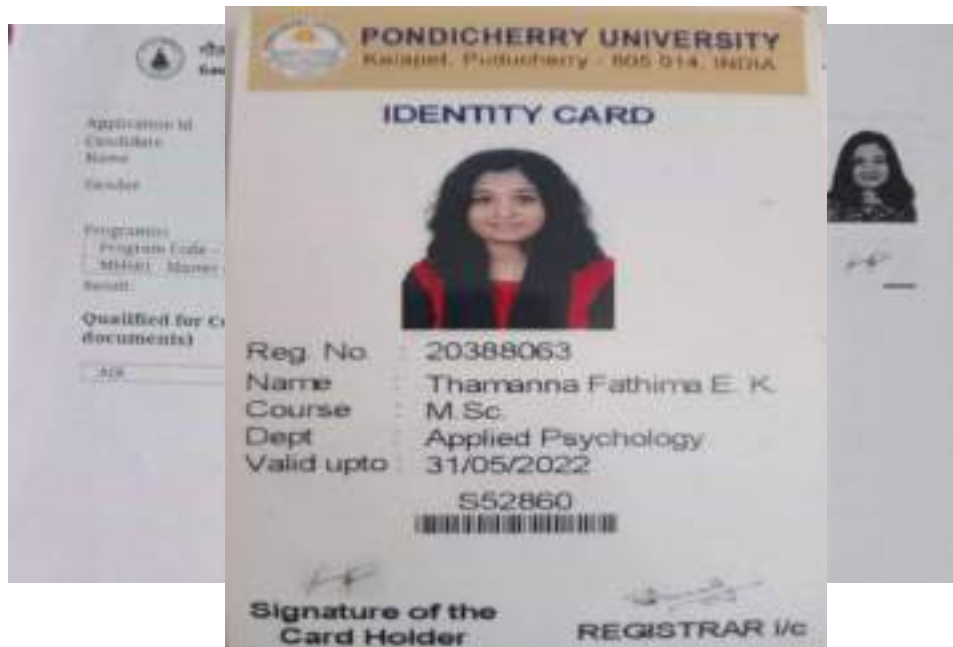 PONDICHERRY UNIVERSITY
Kalapet, Puducherry - 605 014, INDIA
IDENTITY CARD
Reg. No : 20388063
Name : Thamanna Fathima E. K.
Course : M.Sc.
Dept : Applied Psychology
Valid upto : 31/05/2022
S52860
Signature of the
Card Holder
REGISTRAR i/c
Application Id
Candidate
Name
Gender
Program Code -
Result:
Qualified for
documents)